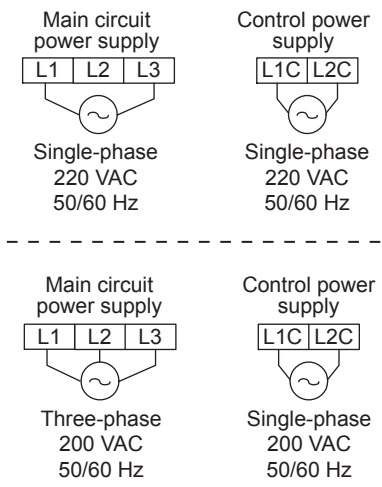 Main circuit
power supply
L1 L2 L3
Single-phase
220 VAC
50/60 Hz
Control power
supply
L1C L2C
Single-phase
220 VAC
50/60 Hz
Main circuit
power supply
L1 L2 L3
Three-phase
200 VAC
50/60 Hz
Control power
supply
L1C L2C
Single-phase
200 VAC
50/60 Hz